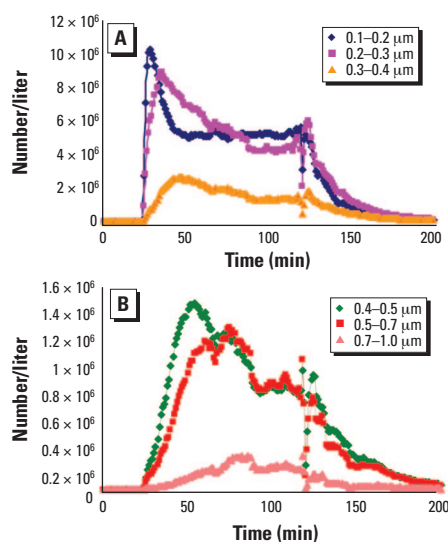 A
0.1–0.2 μm
0.2–0.3 μm
0.3–0.4 μm
Number/liter
12 × 10⁶
10 × 10⁶
8 × 10⁶
6 × 10⁶
4 × 10⁶
2 × 10⁶
0
0 50 100 150 200
Time (min)
B
0.4–0.5 μm
0.5–0.7 μm
0.7–1.0 μm
Number/liter
1.6 × 10⁶
1.4 × 10⁶
1.2 × 10⁶
1 × 10⁶
0.8 × 10⁶
0.6 × 10⁶
0.4 × 10⁶
0.2 × 10⁶
0
0 50 100 150 200
Time (min)